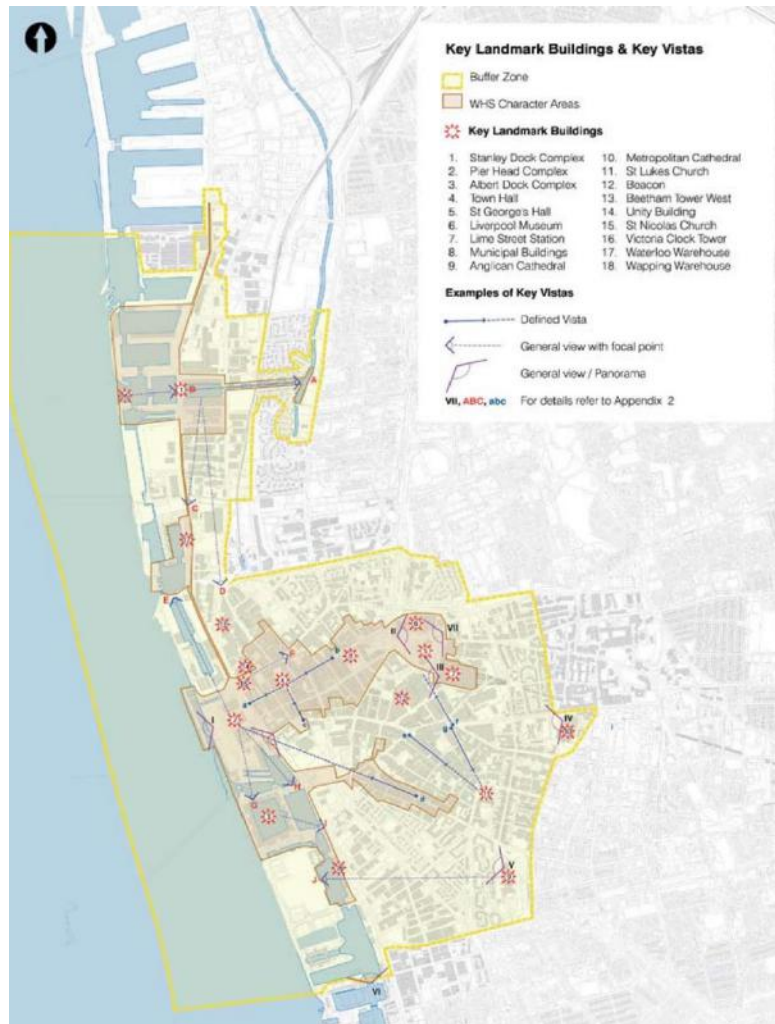 Key Landmark Buildings & Key Vistas
Buffer Zone
WHS Character Areas
Key Landmark Buildings
1. Stanley Dock Complex
2. Pier Head Complex
3. Albert Dock Complex
4. Town Hall
5. St George's Hall
6. Liverpool Museum
7. Lime Street Station
8. Municipal Buildings
9. Anglican Cathedral
10. Metropolitan Cathedral
11. St Lukes Church
12. Beacon
13. Beetham Tower West
14. Unity Building
15. St Nicolas Church
16. Victoria Clock Tower
17. Waterloo Warehouse
18. Wapping Warehouse
Examples of Key Vistas
Defined Vista
General view with focal point
General view / Panorama
VII, ABC, abc For details refer to Appendix 2
A
B
C
D
E
II
VII
b
III
a
I
IV
f
g
e
H
d
G
V
J
VI